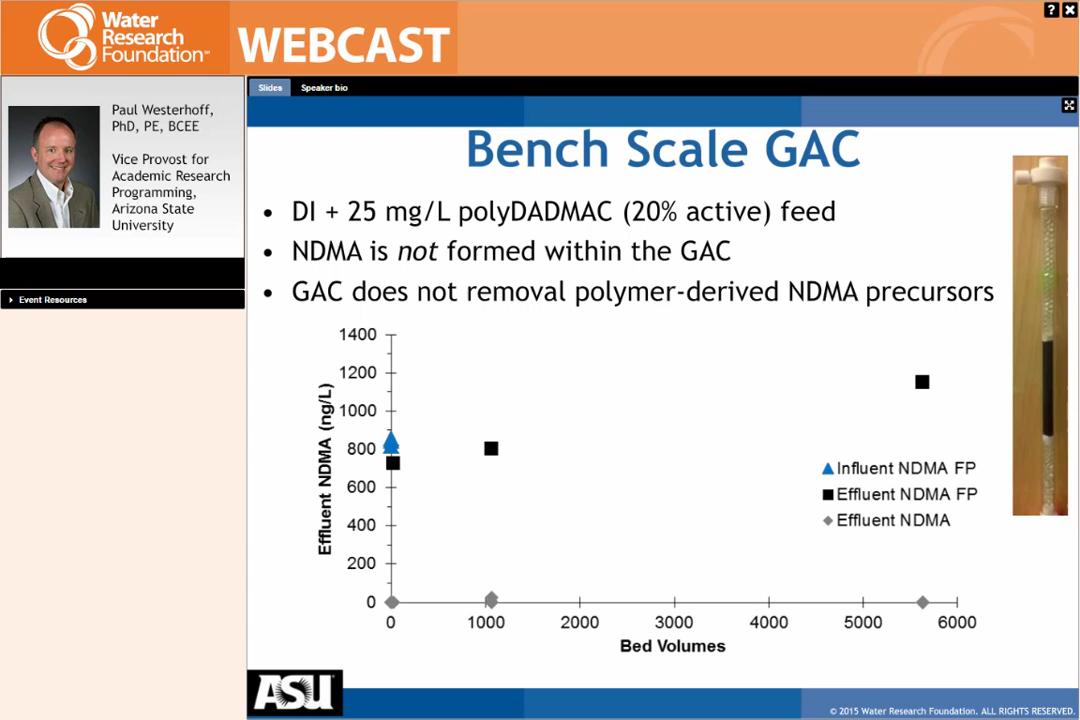 Water
Research
Foundation™
WEBCAST
Paul Westerhoff,
PhD, PE, BCEE
Vice Provost for
Academic Research
Programming,
Arizona State
University
Event Resources
Slides
Speaker bio
Bench Scale GAC
• DI + 25 mg/L polyDADMAC (20% active) feed
• NDMA is not formed within the GAC
• GAC does not removal polymer-derived NDMA precursors
Effluent NDMA (ng/L)
1400
1200
1000
800
600
400
200
0
0
1000
2000
3000
4000
5000
6000
Bed Volumes
Influent NDMA FP
Effluent NDMA FP
Effluent NDMA
ASU
© 2015 Water Research Foundation. ALL RIGHTS RESERVED.